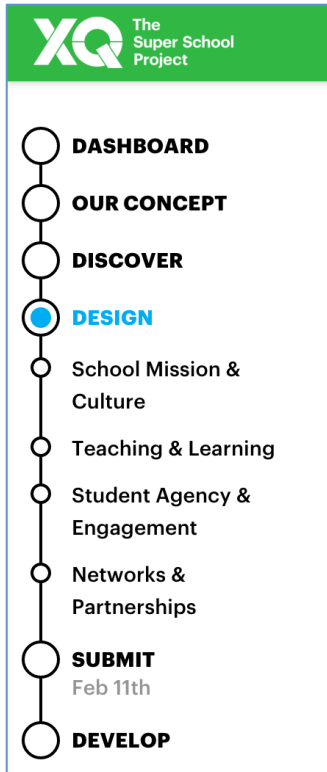 XQ
The
Super School
Project
DASHBOARD
OUR CONCEPT
DISCOVER
DESIGN
School Mission &
Culture
Teaching & Learning
Student Agency &
Engagement
Networks &
Partnerships
SUBMIT
Feb 11th
DEVELOP